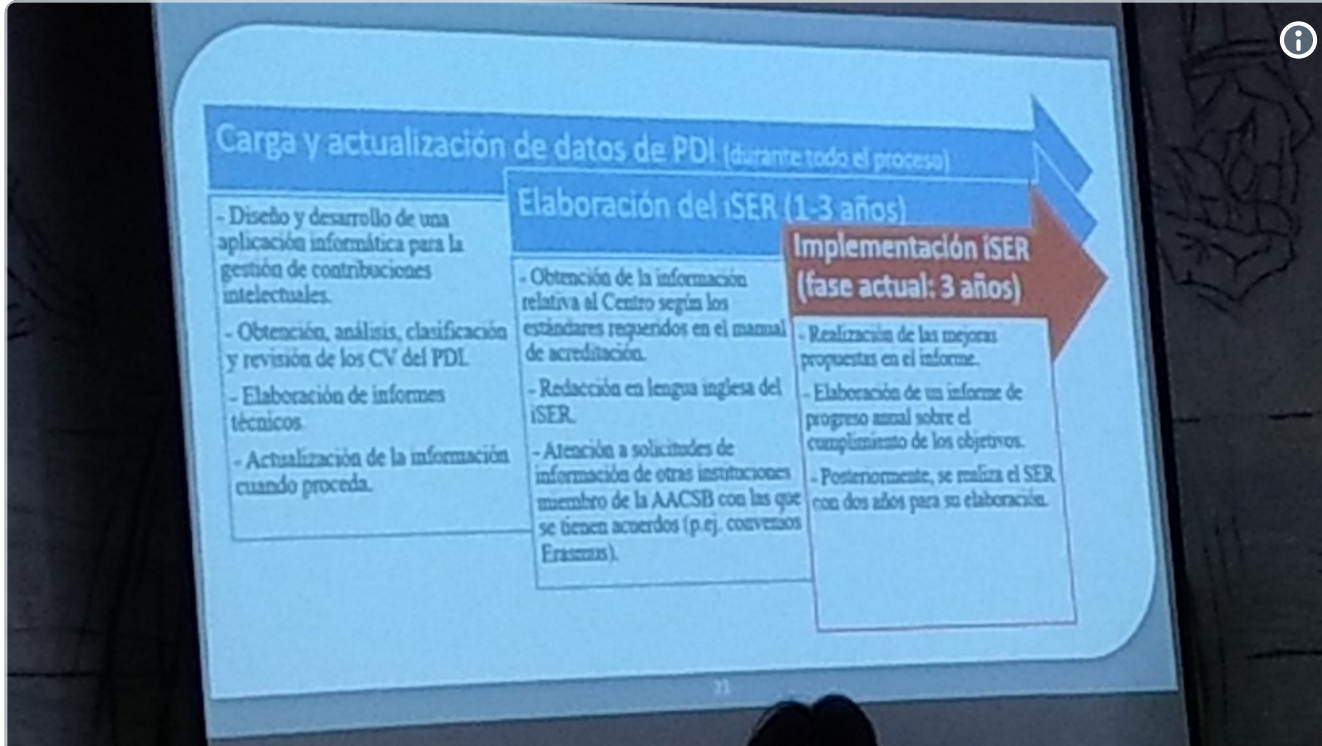 Carga y actualización de datos de PDI (durante todo el proceso)
- Diseño y desarrollo de una
aplicación informática para la
gestión de contribuciones
intelectuales.
- Obtención, análisis, clasificación
y revisión de los CV del PDI.
- Elaboración de informes
técnicos.
- Actualización de la información
cuando proceda.
Elaboración del iSER (1-3 años)
- Obtención de la información
relativa al Centro según los
estándares requeridos en el manual
de acreditación.
- Redacción en lengua inglesa del
iSER.
- Atención a solicitudes de
información de otras instituciones
miembro de la AACSB con las que
se tienen acuerdos (p.ej. convenios
Erasmus).
Implementación iSER
(fase actual: 3 años)
- Realización de las mejoras
propuestas en el informe.
- Elaboración de un informe de
progreso anual sobre el
cumplimiento de los objetivos.
- Posteriormente, se realiza el SER
con dos años para su elaboración.